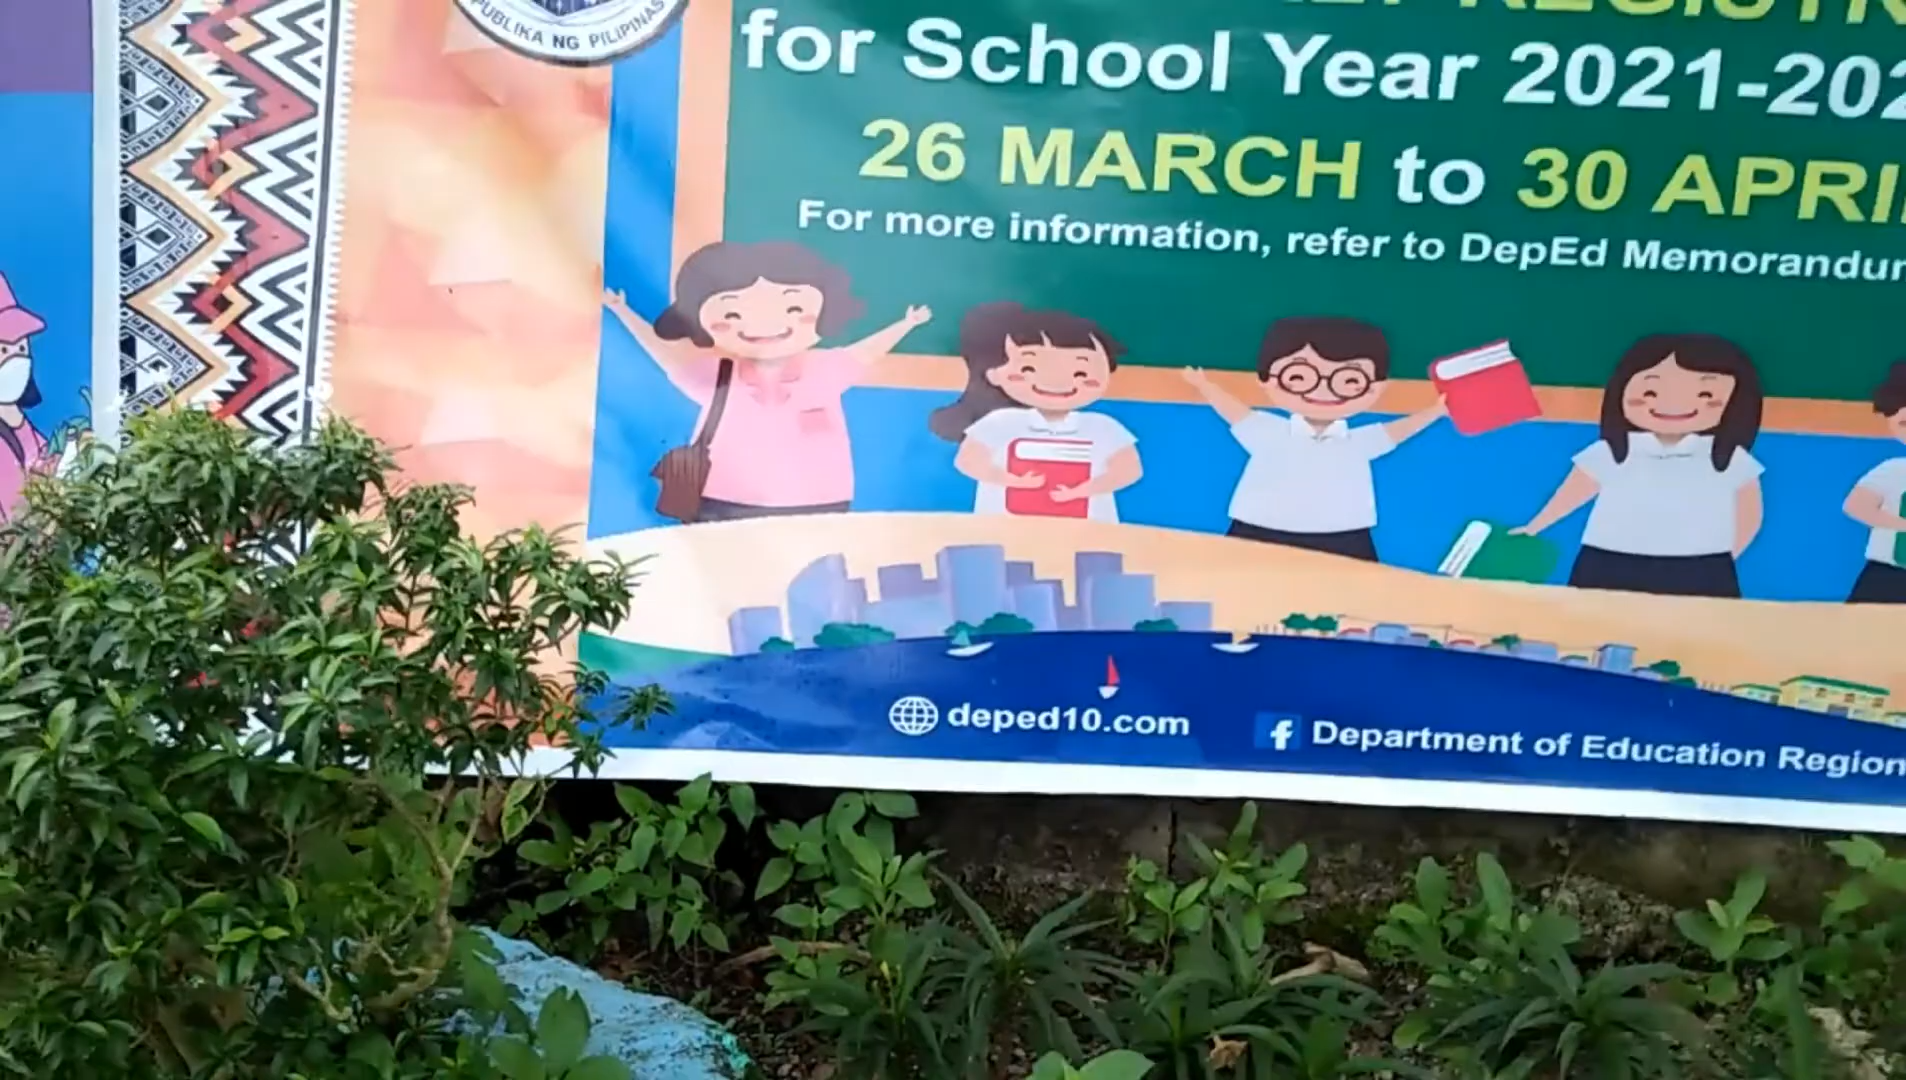 PUBLIKA NG PILIPINAS
for School Year 2021-202
26 MARCH to 30 APRI
For more information, refer to DepEd Memorandu
deped10.com
f Department of Education Region